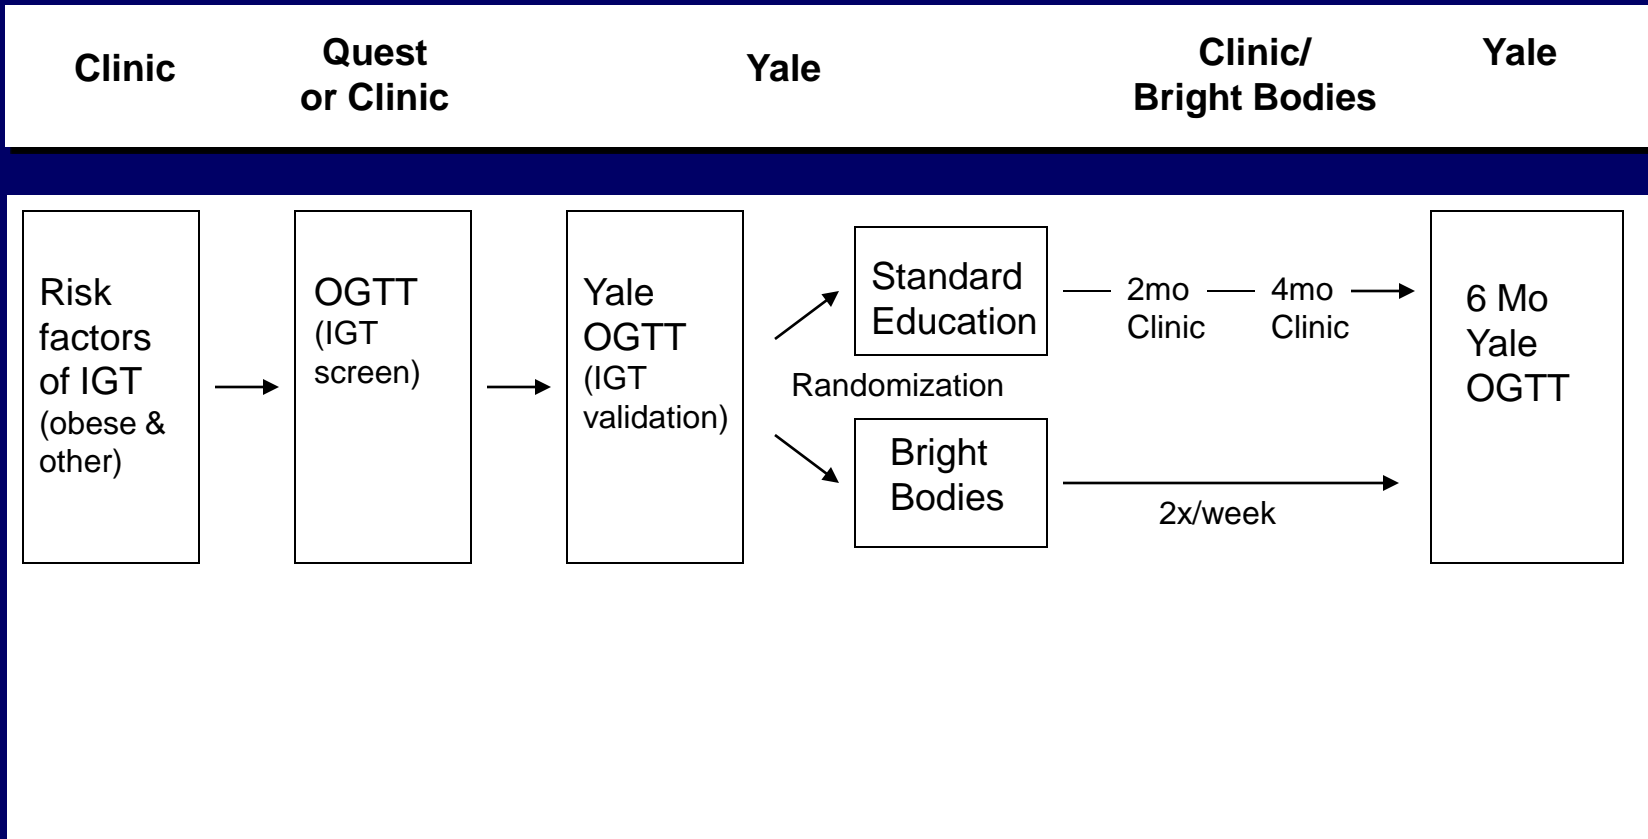 Clinic
Quest
or Clinic
Yale
Clinic/
Bright Bodies
Yale
Risk
factors
of IGT
(obese &
other)
OGTT
(IGT
screen)
Yale
OGTT
(IGT
validation)
Standard
Education
Randomization
Bright
Bodies
2mo
Clinic
4mo
Clinic
2x/week
6 Mo
Yale
OGTT